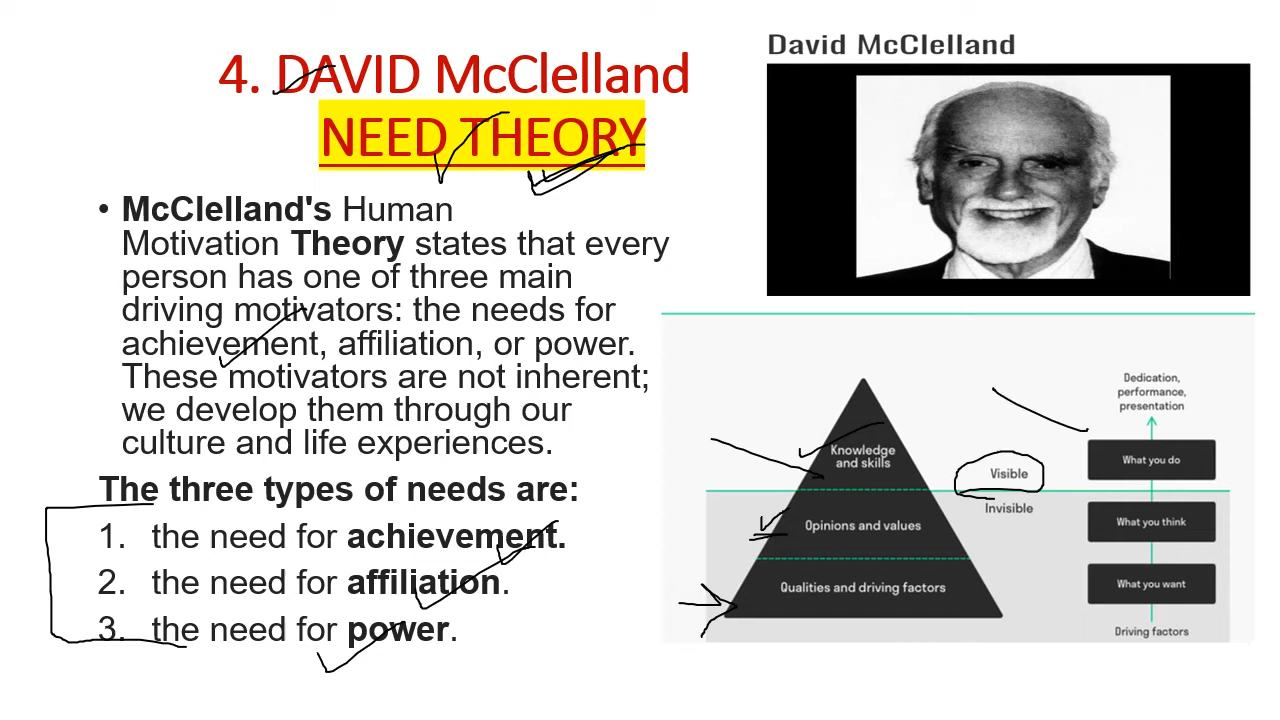 4. DAVID McClelland
NEED THEORY
• McClelland's Human
Motivation Theory states that every
person has one of three main
driving motivators: the needs for
achievement, affiliation, or power.
These motivators are not inherent;
we develop them through our
culture and life experiences.
The three types of needs are:
1. the need for achievement.
2. the need for affiliation.
3. the need for power.
David McClelland
Knowledge
and skills
Opinions and values
Qualities and driving factors
Visible
Invisible
Dedication,
performance,
presentation
What you do
What you think
What you want
Driving factors